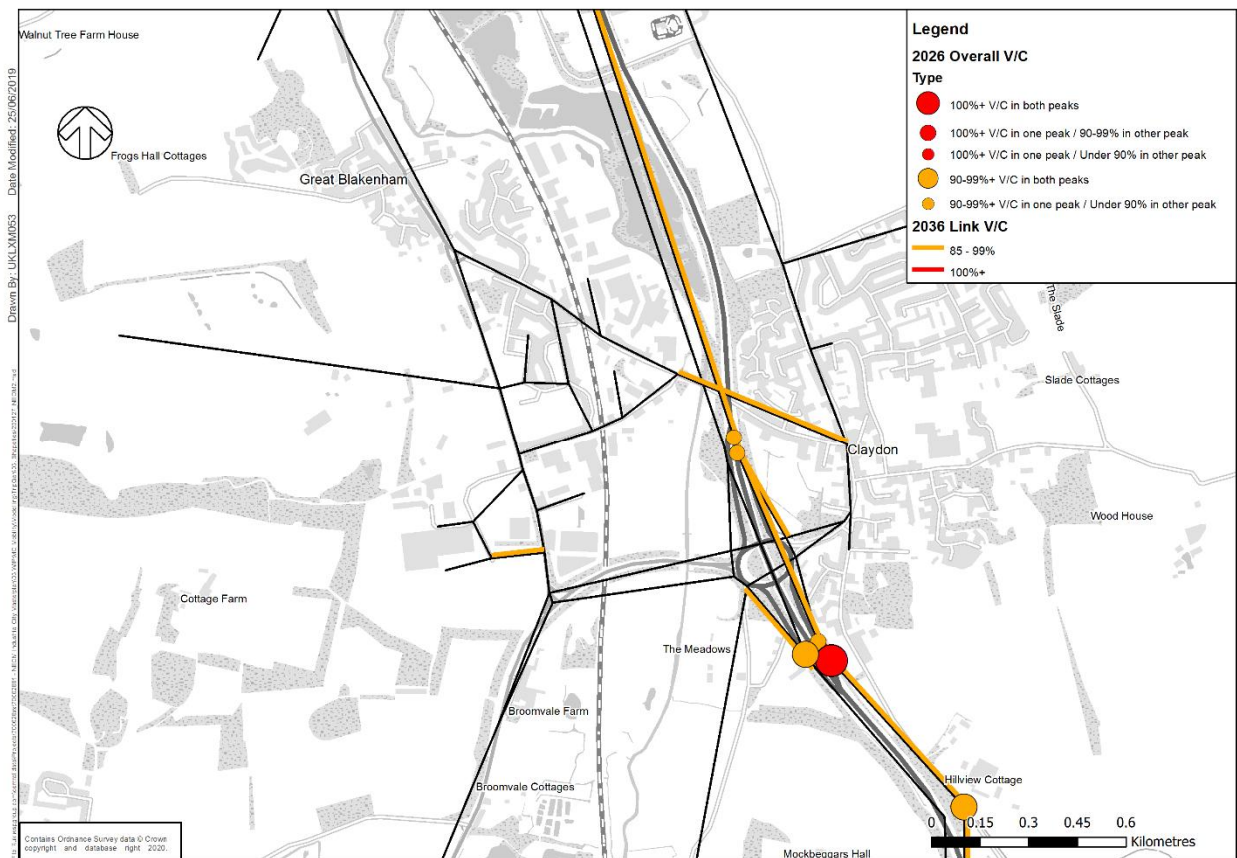 Walnut Tree Farm House
Frogs Hall Cottages
Great Blakenham
Legend
2026 Overall V/C
Type
100%+ V/C in both peaks
100%+ V/C in one peak / 90-99% in other peak
100%+ V/C in one peak / Under 90% in other peak
90-99%+ V/C in both peaks
90-99%+ V/C in one peak / Under 90% in other peak
2036 Link V/C
85 - 99%
100%+
The Slade
Slade Cottages
Claydon
Wood House
Cottage Farm
The Meadows
Broomvale Farm
Broomvale Cottages
Hillview Cottage
0 0.15 0.3 0.45 0.6
Kilometres
Mockbeggars Hall
Drawn By: UKLXM053 Date Modified: 25/06/2019
Contains Ordnance Survey data © Crown
copyright and database right 2020.